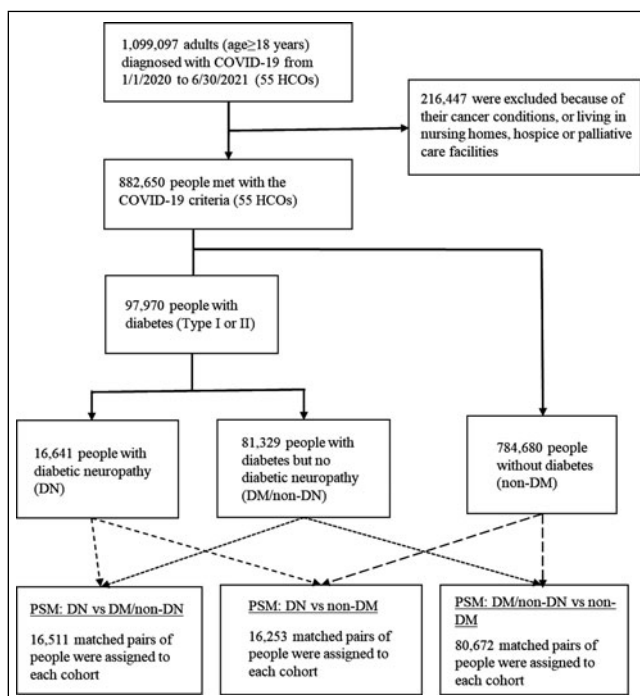 1,099,097 adults (age≥18 years)
diagnosed with COVID-19 from
1/1/2020 to 6/30/2021 (55 HCOs)
216,447 were excluded because of
their cancer conditions, or living in
nursing homes, hospice or palliative
care facilities
882,650 people met with the
COVID-19 criteria (55 HCOs)
97,970 people with
diabetes (Type I or II)
16,641 people with
diabetic neuropathy
(DN)
81,329 people with
diabetes but no
diabetic neuropathy
(DM/non-DN)
784,680 people
without diabetes
(non-DM)
PSM: DN vs DM/non-DN
16,511 matched pairs of
people were assigned to
each cohort
PSM: DN vs non-DM
16,253 matched pairs of
people were assigned to
each cohort
PSM: DM/non-DN vs non-
DM
80,672 matched pairs of
people were assigned to
each cohort